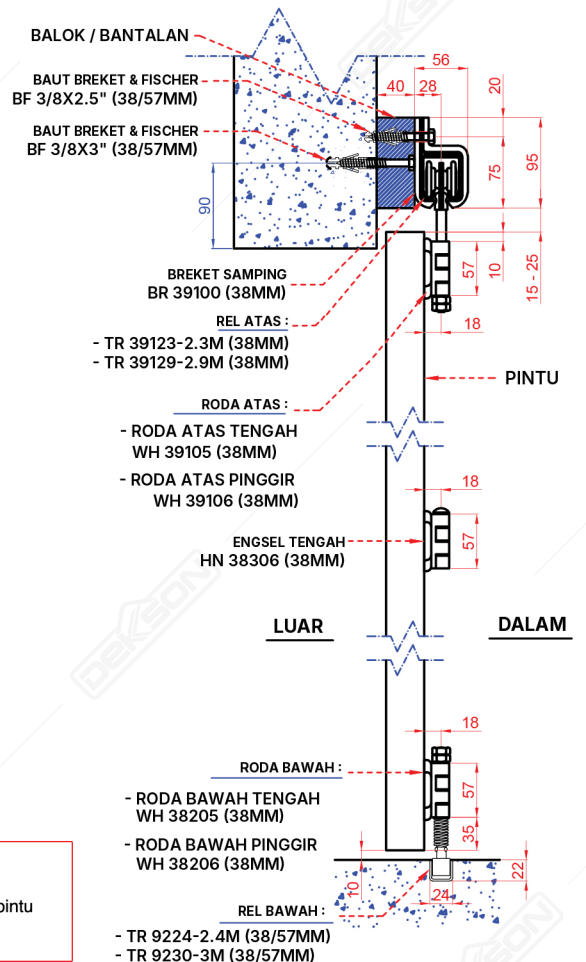 BALOK / BANTALAN
BAUT BREKET & FISCHER
BF 3/8X2.5" (38/57MM)
BAUT BREKET & FISCHER
BF 3/8X3" (38/57MM)
56
40
28
20
95
75
90
BREKET SAMPING
BR 39100 (38MM)
REL ATAS :
- TR 39123-2.3M (38MM)
- TR 39129-2.9M (38MM)
57
10
15 - 25
18
PINTU
RODA ATAS :
- RODA ATAS TENGAH
WH 39105 (38MM)
- RODA ATAS PINGGIR
WH 39106 (38MM)
18
57
ENGSEL TENGAH
HN 38306 (38MM)
LUAR
DALAM
DEKSON
18
RODA BAWAH :
- RODA BAWAH TENGAH
WH 38205 (38MM)
- RODA BAWAH PINGGIR
WH 38206 (38MM)
57
35
22
10
24
pintu
REL BAWAH :
- TR 9224-2.4M (38/57MM)
- TR 9230-3M (38/57MM)